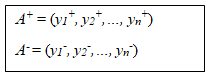 A⁺ = (y1⁺, y2⁺,..., yn⁺)
A⁻ = (y1⁻, y2⁻,..., yn⁻)